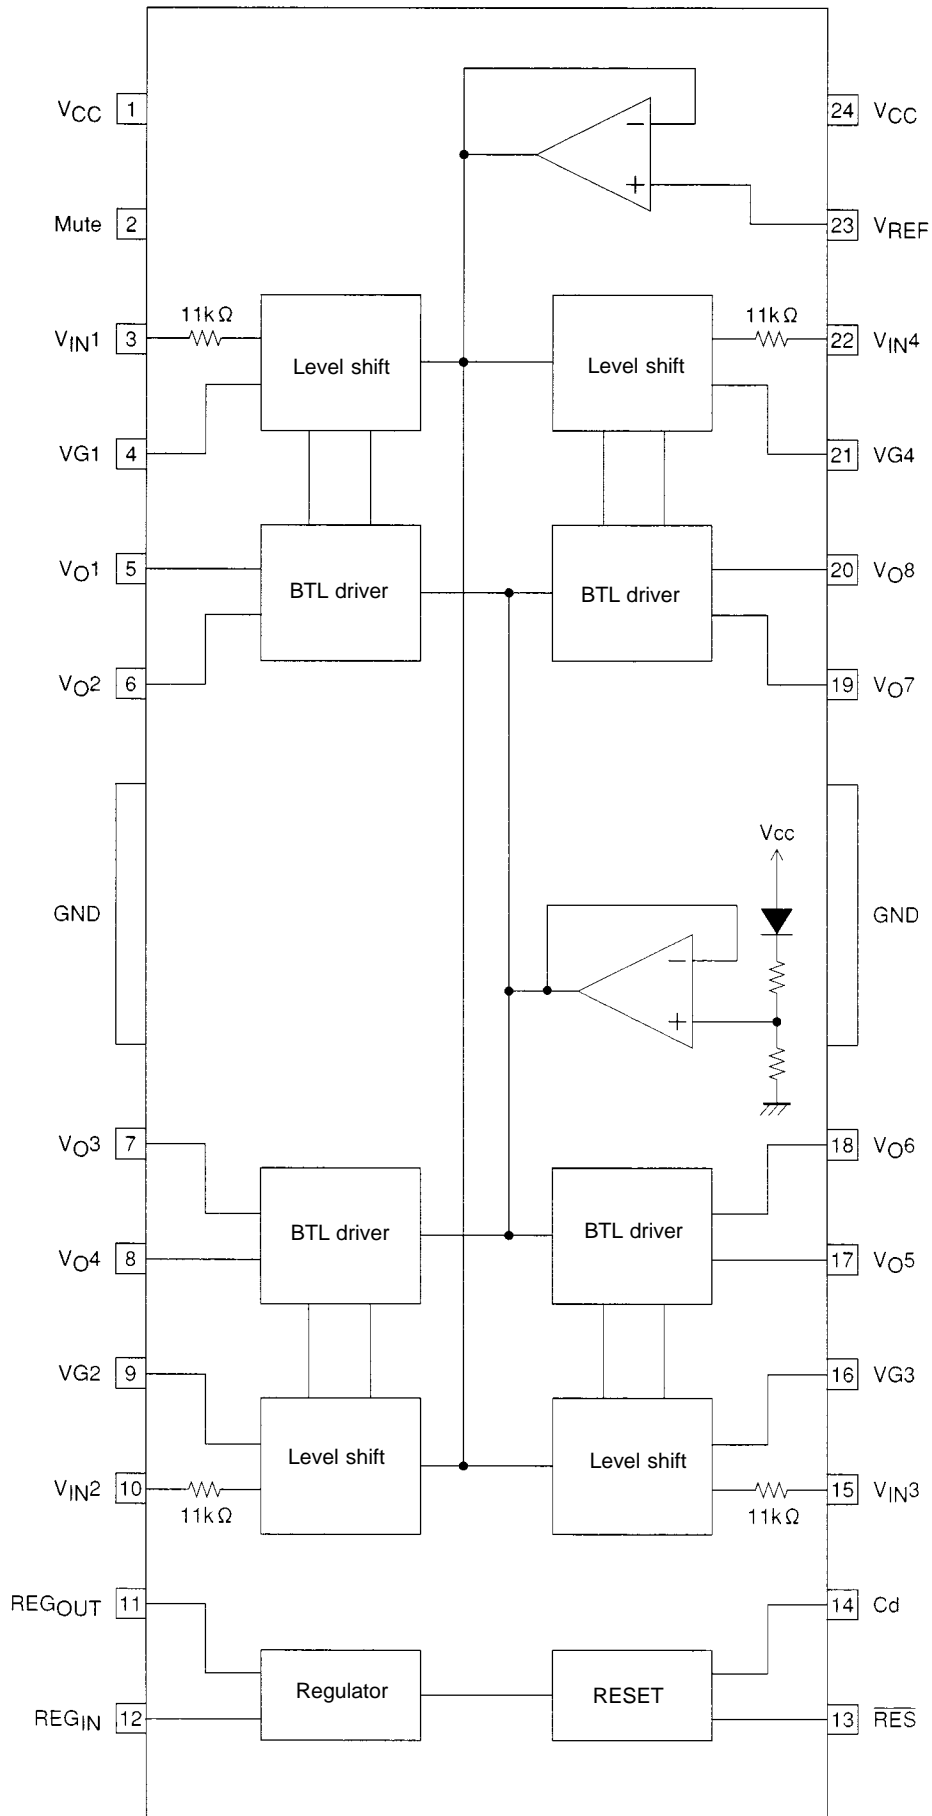 VCC 1
24 VCC
Mute 2
23 VREF
− +
VIN1 3
11kΩ
Level shift
Level shift
11kΩ
22 VIN4
VG1 4
21 VG4
VO1 5
BTL driver
BTL driver
20 VO8
VO2 6
19 VO7
Vcc
GND
GND
− +
VO3 7
18 VO6
BTL driver
BTL driver
VO4 8
17 VO5
VG2 9
16 VG3
Level shift
Level shift
VIN2 10
11kΩ
11kΩ
15 VIN3
REGOUT 11
14 Cd
Regulator
RESET
REGIN 12
13 R̅E̅S̅